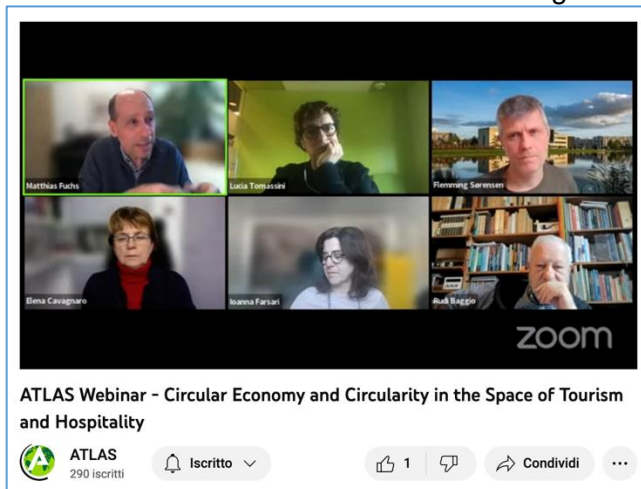 Matthias Fuchs
Lucia Tomassini
Flemming Sørensen
Elena Cavagnaro
Ioanna Farsari
Rudi Baggio
zoom
ATLAS Webinar - Circular Economy and Circularity in the Space of Tourism
and Hospitality
ATLAS
290 iscritti
Iscritto
1
Condividi